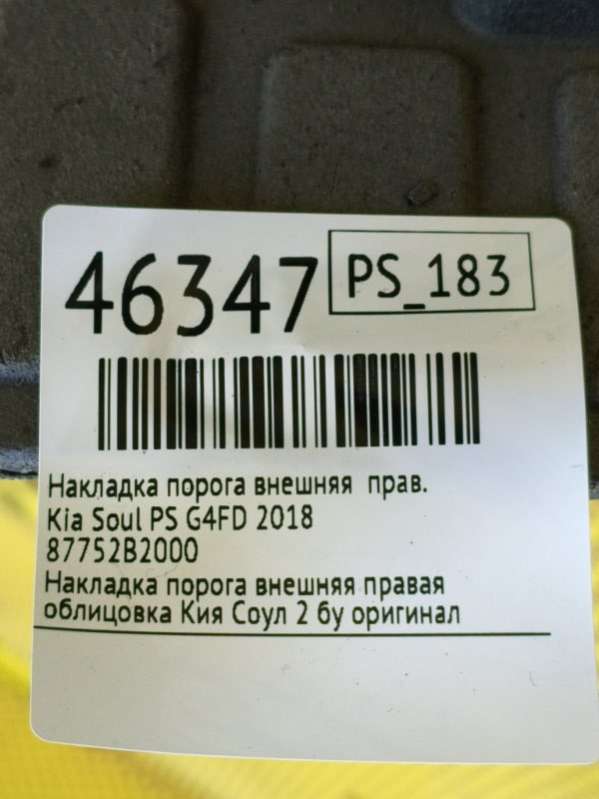 46347
PS_183
Накладка порога внешняя прав.
Kia Soul PS G4FD 2018
87752B2000
Накладка порога внешняя правая
облицовка Кия Соул 2 бу оригинал